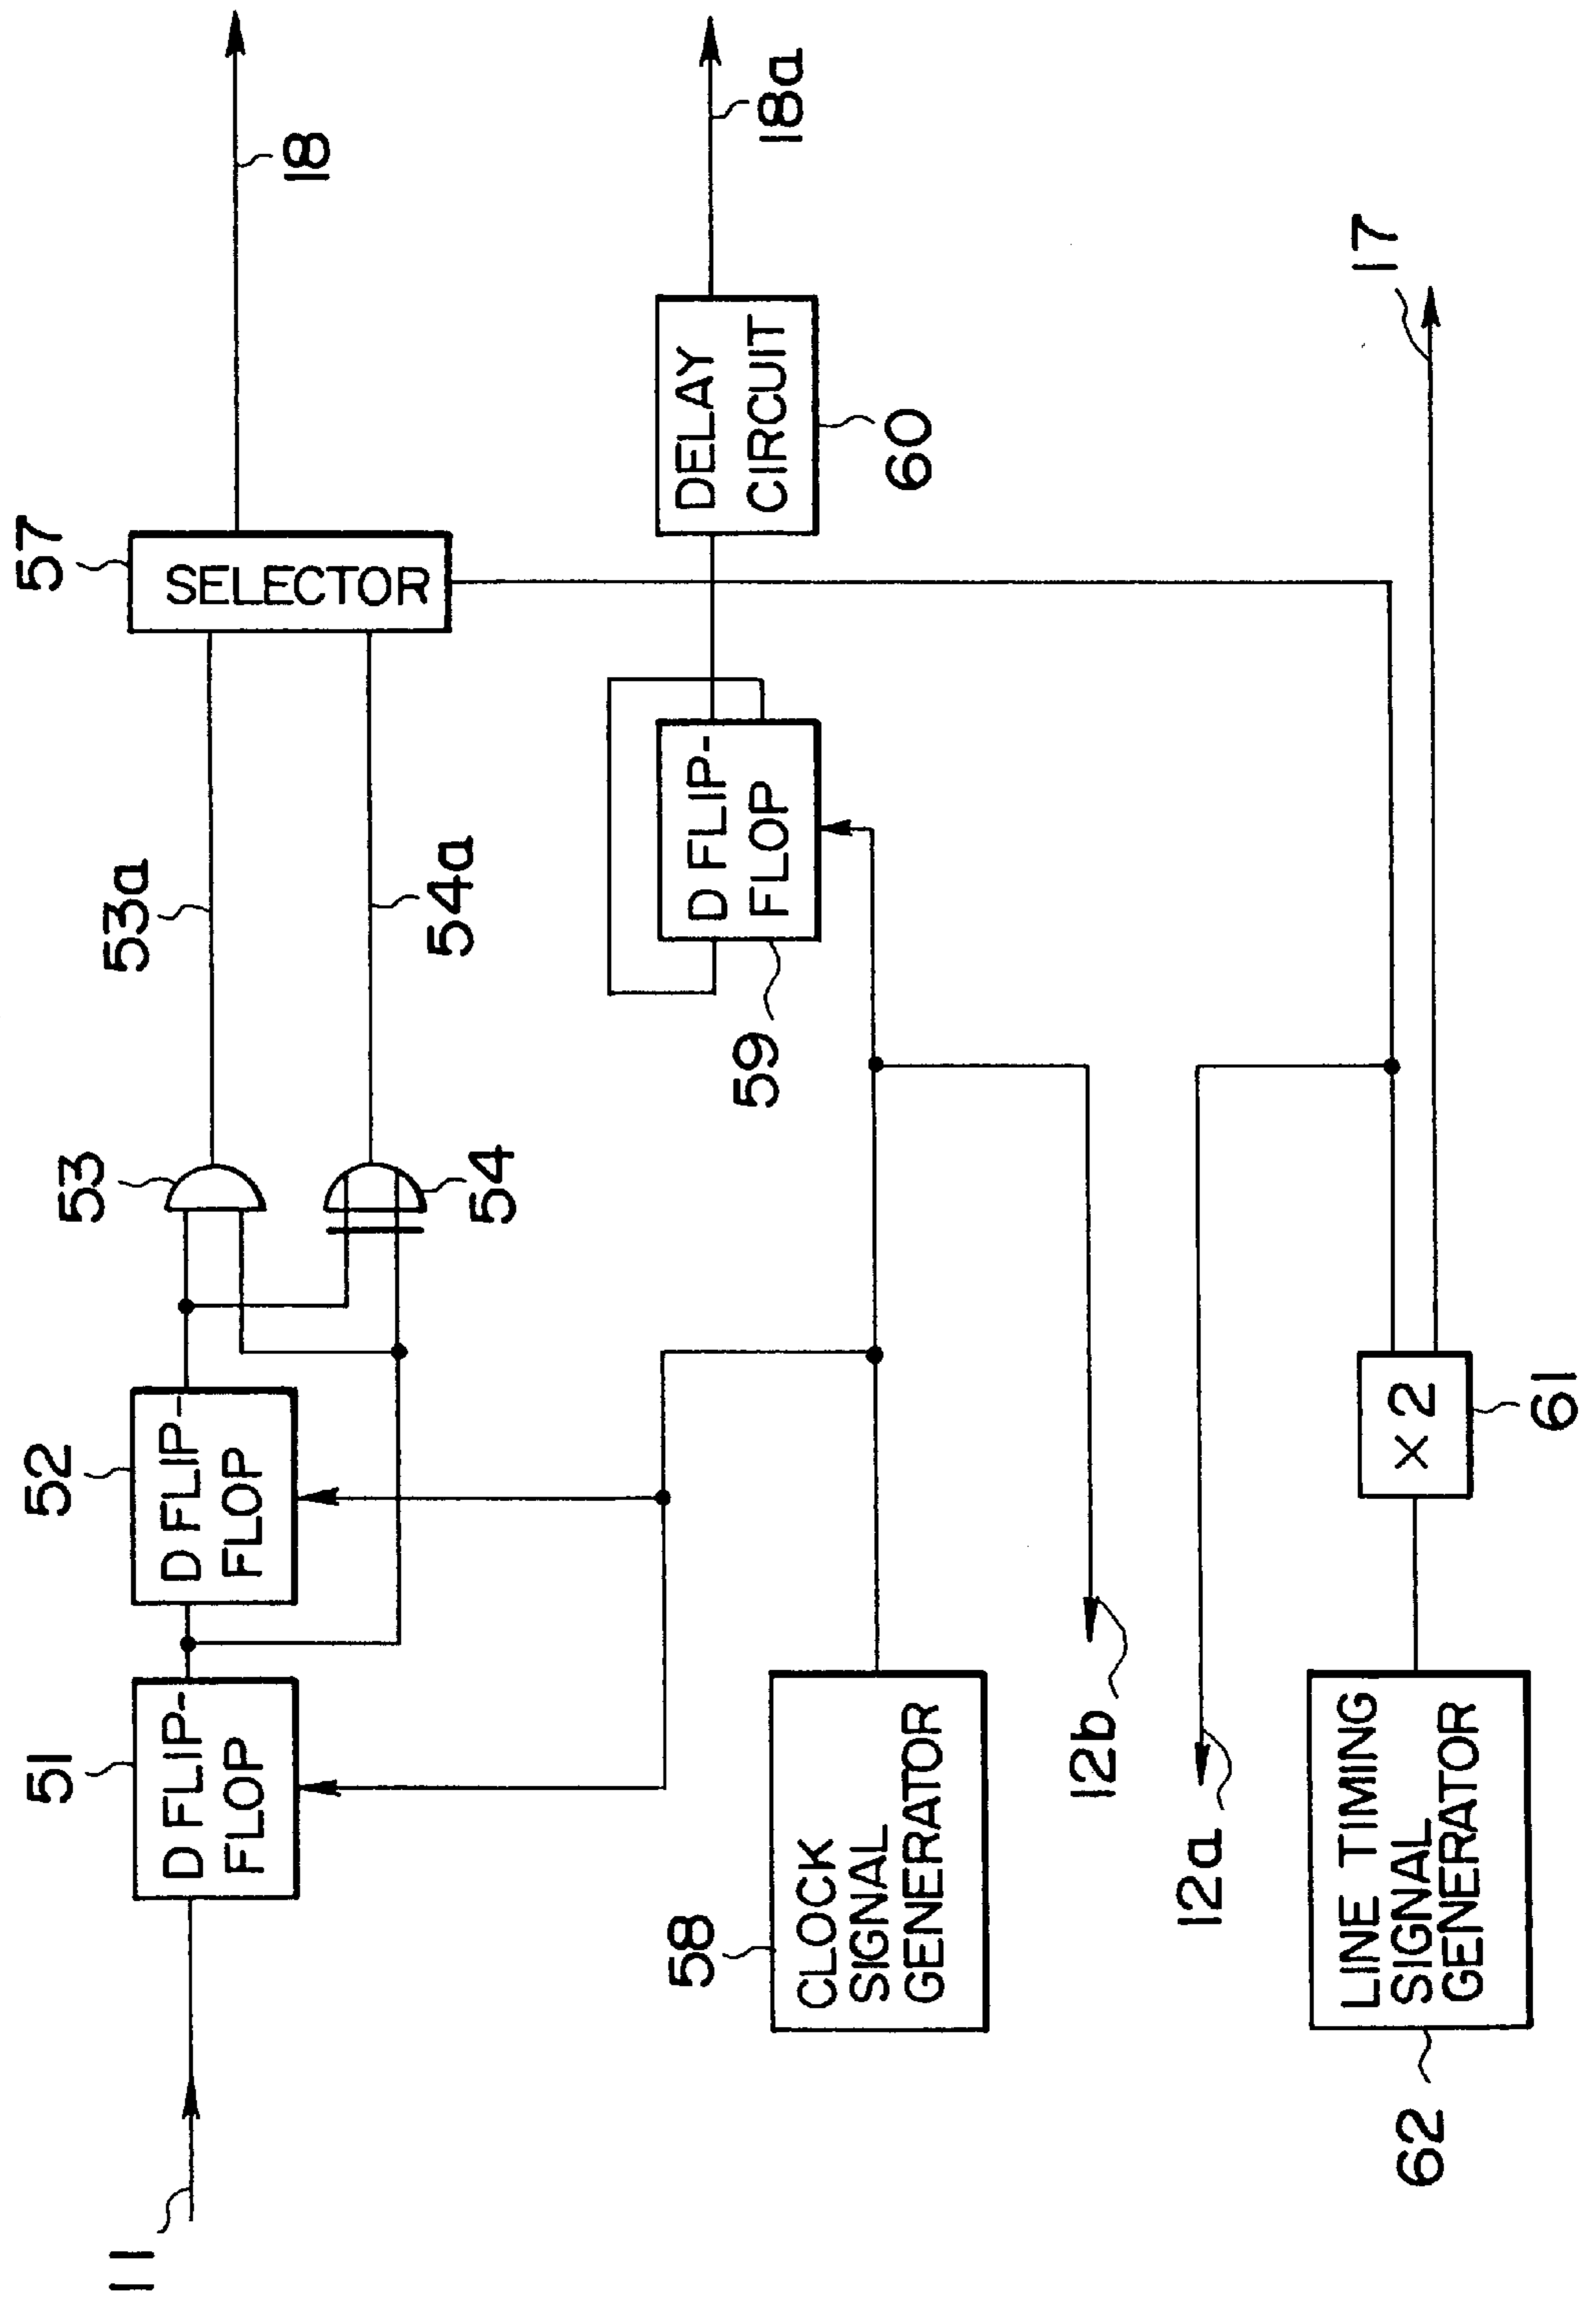 11
51
D FLIP-
FLOP
52
D FLIP-
FLOP
53
54
53a
54a
57
SELECTOR
18
58
CLOCK
SIGNAL
GENERATOR
59
D FLIP-
FLOP
60
DELAY
CIRCUIT
18a
12b
12a
62
LINE TIMING
SIGNAL
GENERATOR
61
×2
17